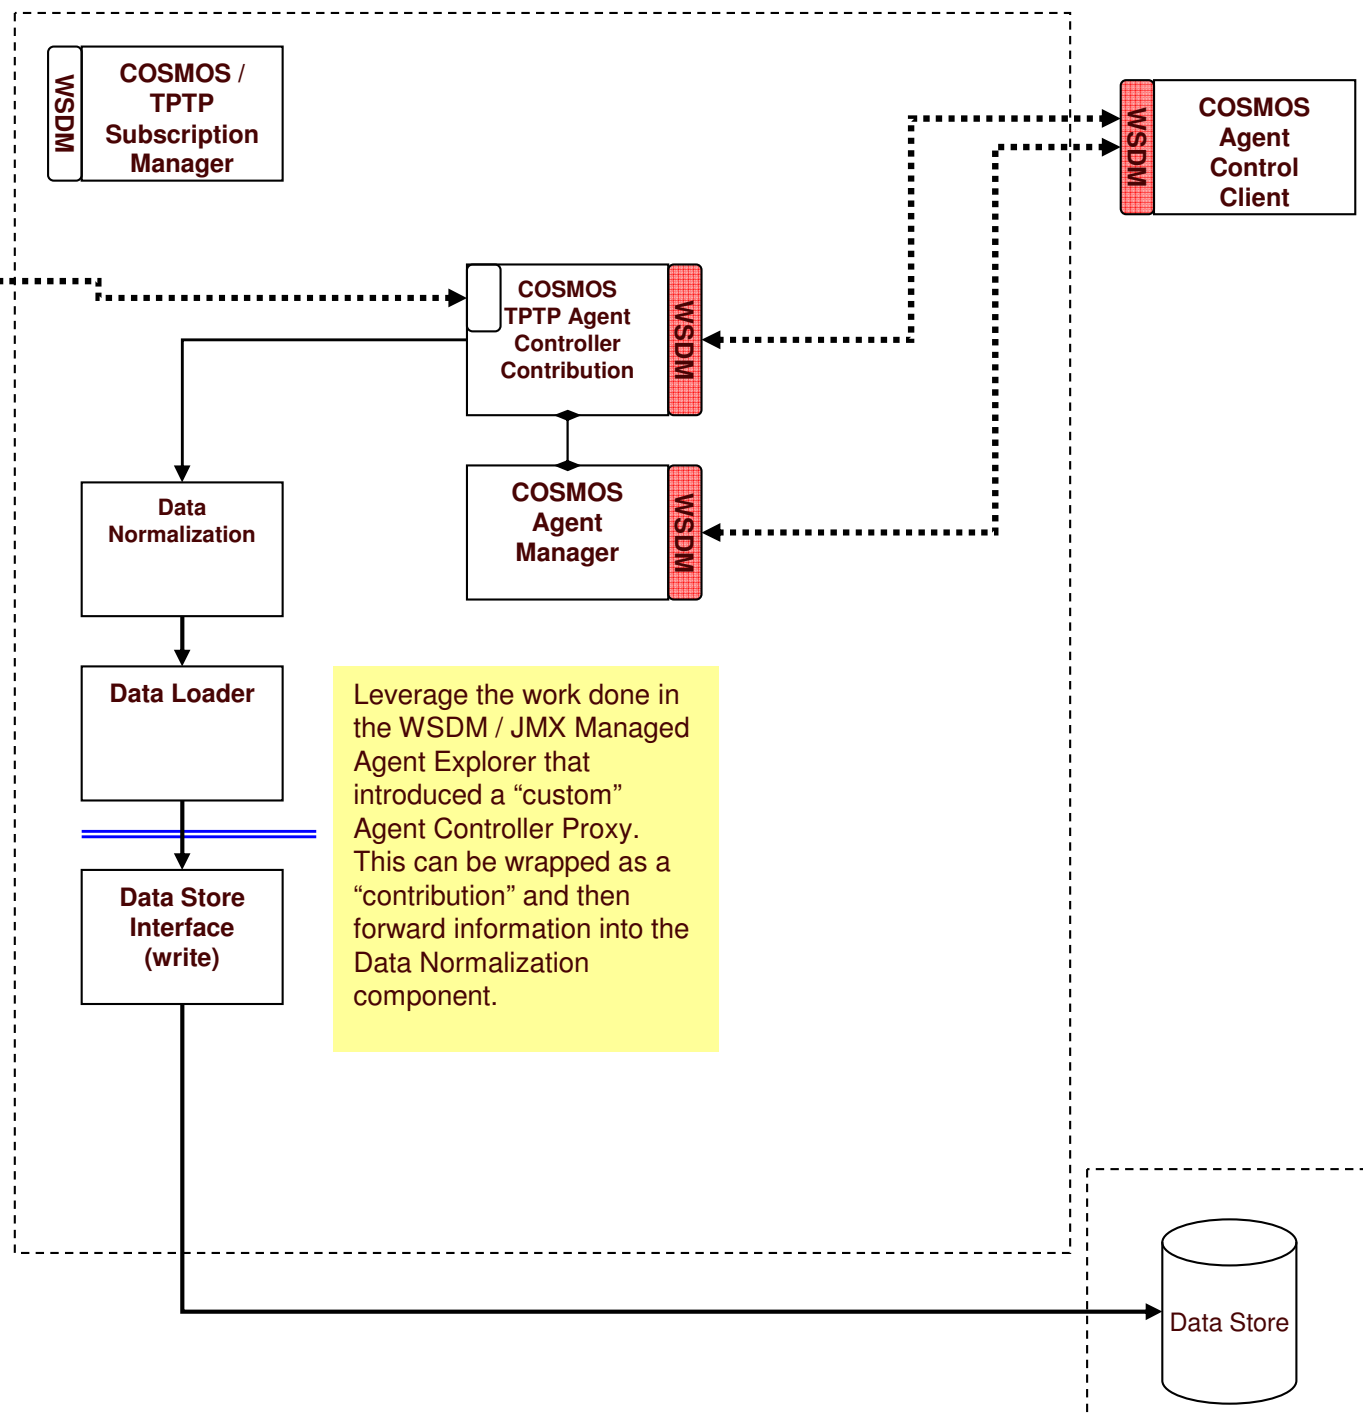 WSDM
COSMOS /
TPTP
Subscription
Manager
WSDM
COSMOS
Agent
Control
Client
COSMOS
TPTP Agent
Controller
Contribution
WSDM
COSMOS
Agent
Manager
WSDM
Data
Normalization
Data Loader
Leverage the work done in
the WSDM / JMX Managed
Agent Explorer that
introduced a “custom”
Agent Controller Proxy.
This can be wrapped as a
“contribution” and then
forward information into the
Data Normalization
component.
Data Store
Interface
(write)
Data Store